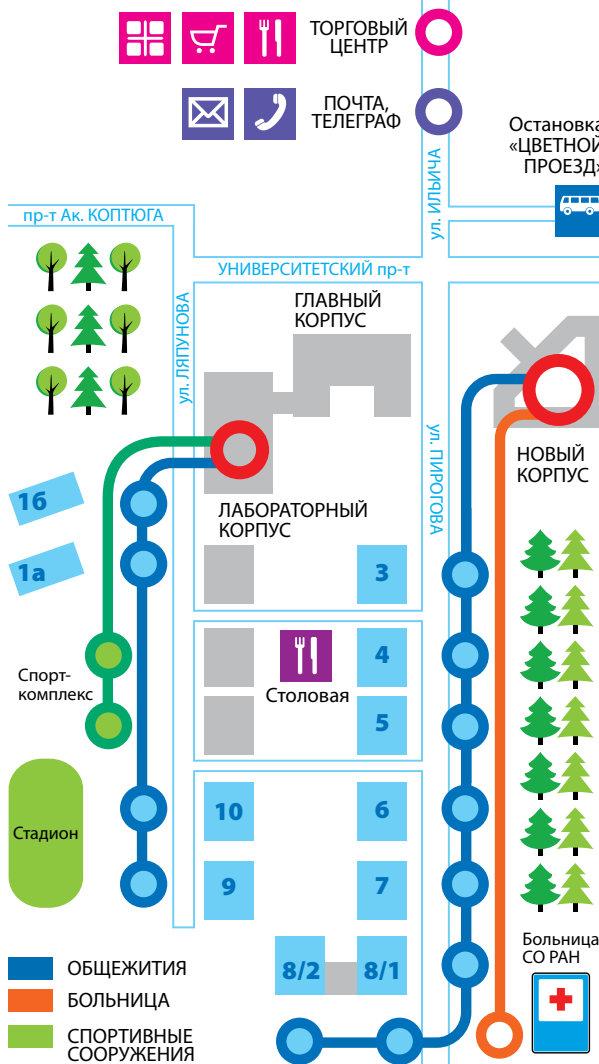 ТОРГОВЫЙ
ЦЕНТР
ПОЧТА,
ТЕЛЕГРАФ
Остановка
«ЦВЕТНОЙ
ПРОЕЗД»
ул. ИЛЬИЧА
пр-т Ак. КОПТЮГА
УНИВЕРСИТЕТСКИЙ пр-т
ул. ЛЯПУНОВА
ГЛАВНЫЙ
КОРПУС
ул. ПИРОГОВА
НОВЫЙ
КОРПУС
ЛАБОРАТОРНЫЙ
КОРПУС
1б
1а
3
4
5
Столовая
Спорт-
комплекс
Стадион
10
6
9
7
8/2
8/1
Больница
СО РАН
ОБЩЕЖИТИЯ
БОЛЬНИЦА
СПОРТИВНЫЕ
СООРУЖЕНИЯ